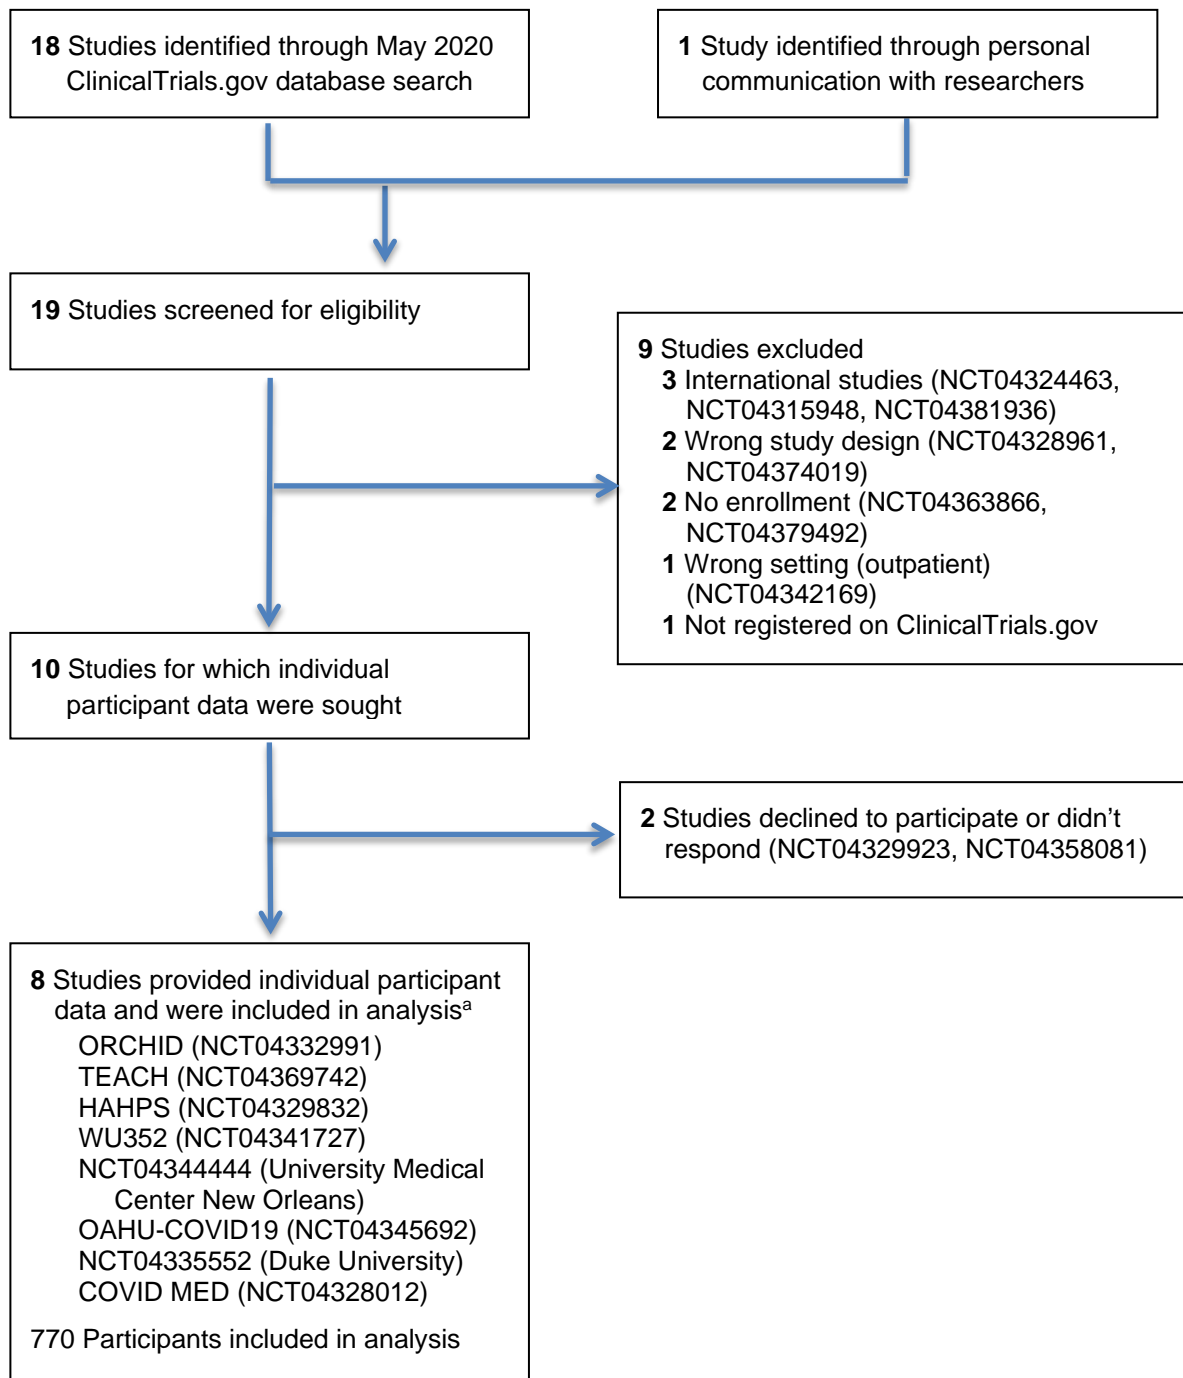 18 Studies identified through May 2020
ClinicalTrials.gov database search
1 Study identified through personal
communication with researchers
19 Studies screened for eligibility
9 Studies excluded
3 International studies (NCT04324463,
NCT04315948, NCT04381936)
2 Wrong study design (NCT04328961,
NCT04374019)
2 No enrollment (NCT04363866,
NCT04379492)
1 Wrong setting (outpatient)
(NCT04342169)
1 Not registered on ClinicalTrials.gov
10 Studies for which individual
participant data were sought
2 Studies declined to participate or didn’t
respond (NCT04329923, NCT04358081)
8 Studies provided individual participant
data and were included in analysisᵃ
ORCHID (NCT04332991)
TEACH (NCT04369742)
HAHPS (NCT04329832)
WU352 (NCT04341727)
NCT04344444 (University Medical
Center New Orleans)
OAHU-COVID19 (NCT04345692)
NCT04335552 (Duke University)
COVID MED (NCT04328012)
770 Participants included in analysis